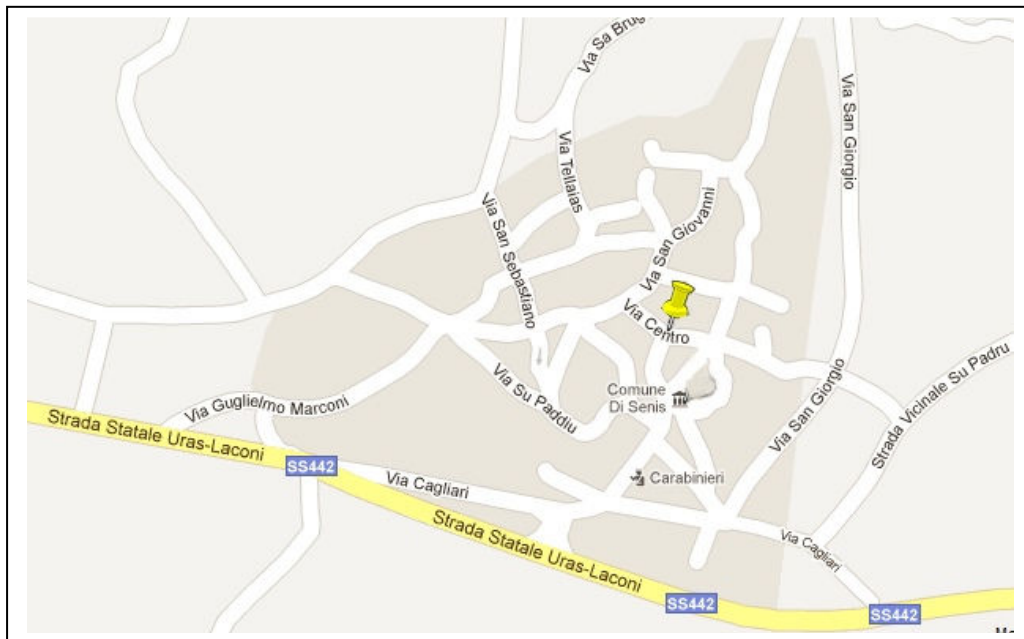 Via Sa Brug
Via San Giorgio
Via Tellaias
Via San Sebastiano
Via San Giovanni
Via Centro
Via Su Paddiu
Comune
Di Senis
Via San Giorgio
Strada Vicinale Su Padru
Via Guglielmo Marconi
Strada Statale Uras-Laconi
SS442
Via Cagliari
Carabinieri
Strada Statale Uras-Laconi
Via Cagliari
SS442
SS442